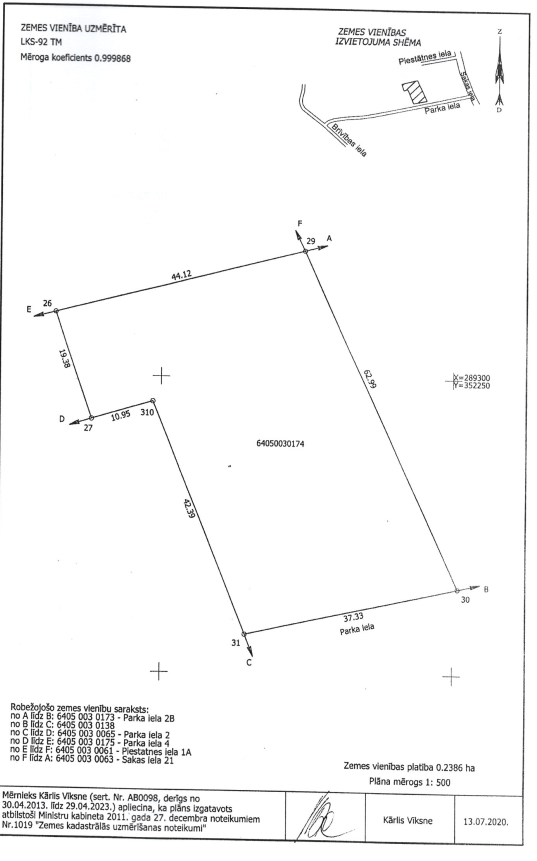 ZEMES VIENĪBA UZMĒRĪTA
LKS-92 TM
Mēroga koeficients 0.999868
ZEMES VIENĪBAS
IZVIETOJUMA SHĒMA
Z
D
Piestātnes iela
Sakas iela
Parka iela
Brīvības iela
F
29
A
44.12
26
E
19.38
62.99
X=289300
Y=352250
D
27
10.95
310
64050030174
42.39
B
30
37.33
Parka iela
31
C
Robežojošo zemes vienību saraksts:
no A līdz B: 6405 003 0173 - Parka iela 2B
no B līdz C: 6405 003 0138
no C līdz D: 6405 003 0065 - Parka iela 2
no D līdz E: 6405 003 0175 - Parka iela 4
no E līdz F: 6405 003 0061 - Piestatnes iela 1A
no F līdz A: 6405 003 0063 - Sakas iela 21
Zemes vienības platība 0.2386 ha
Plāna mērogs 1: 500
Mērnieks Kārlis Vīksne (sert. Nr. AB0098, derīgs no
30.04.2013. līdz 29.04.2023.) apliecina, ka plāns izgatavots
atbilstoši Ministru kabineta 2011. gada 27. decembra noteikumiem
Nr.1019 "Zemes kadastrālās uzmērīšanas noteikumi"
Kārlis Vīksne
13.07.2020.